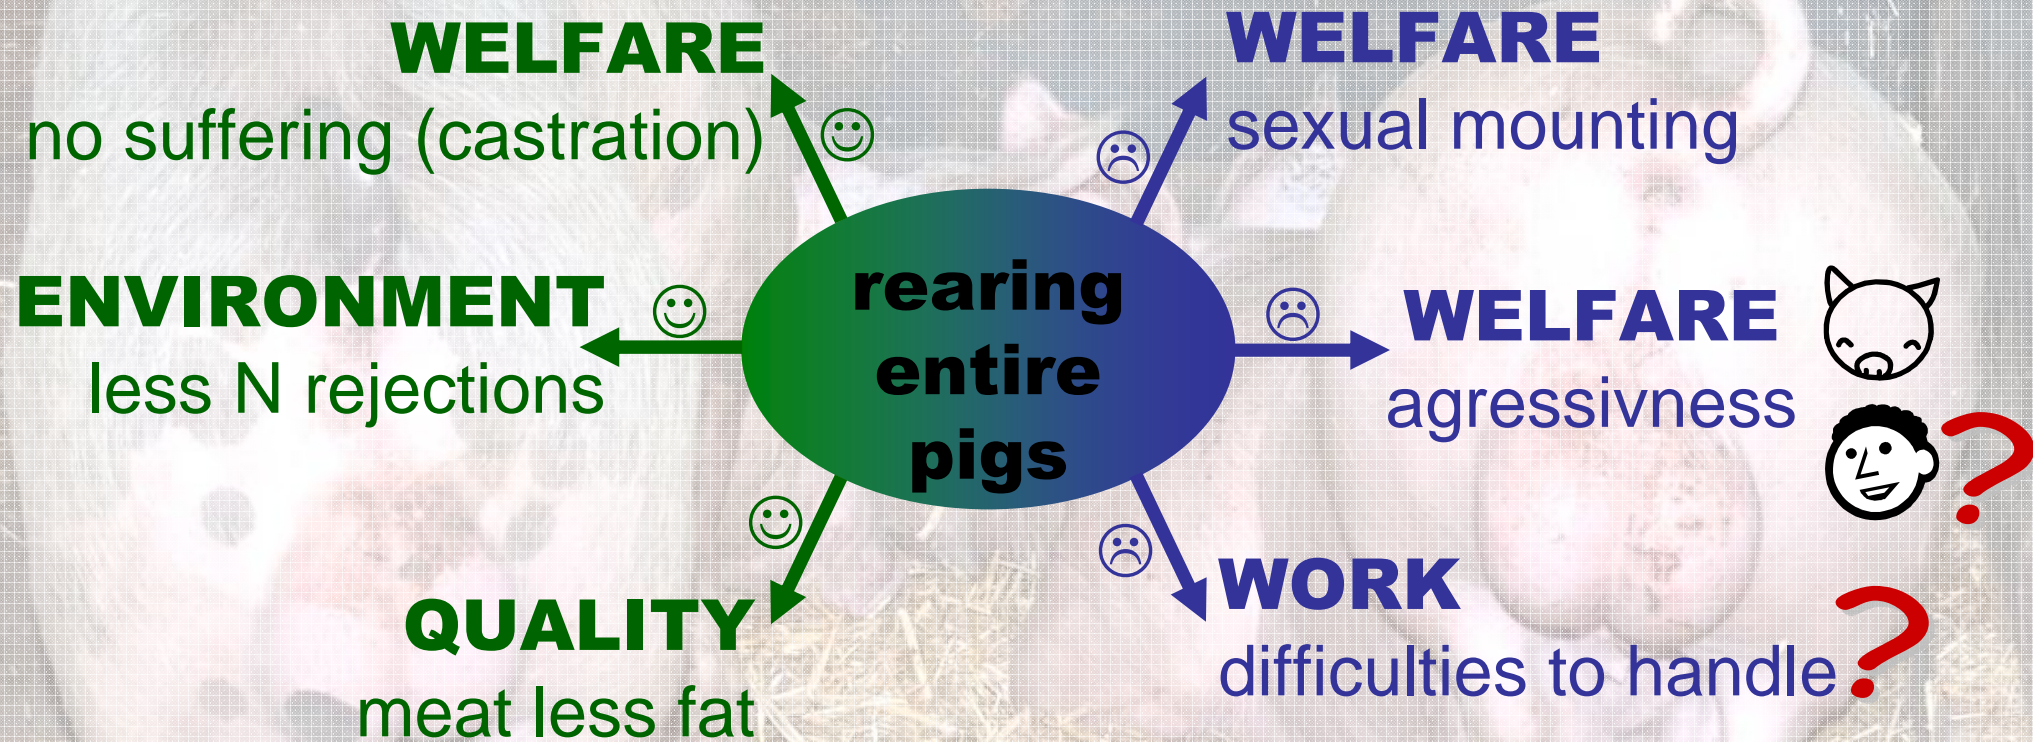 WELFARE
no suffering (castration)
ENVIRONMENT
less N rejections
QUALITY
meat less fat
rearing
entire
pigs
WELFARE
sexual mounting
WELFARE
agressivness
?
WORK
difficulties to handle ?